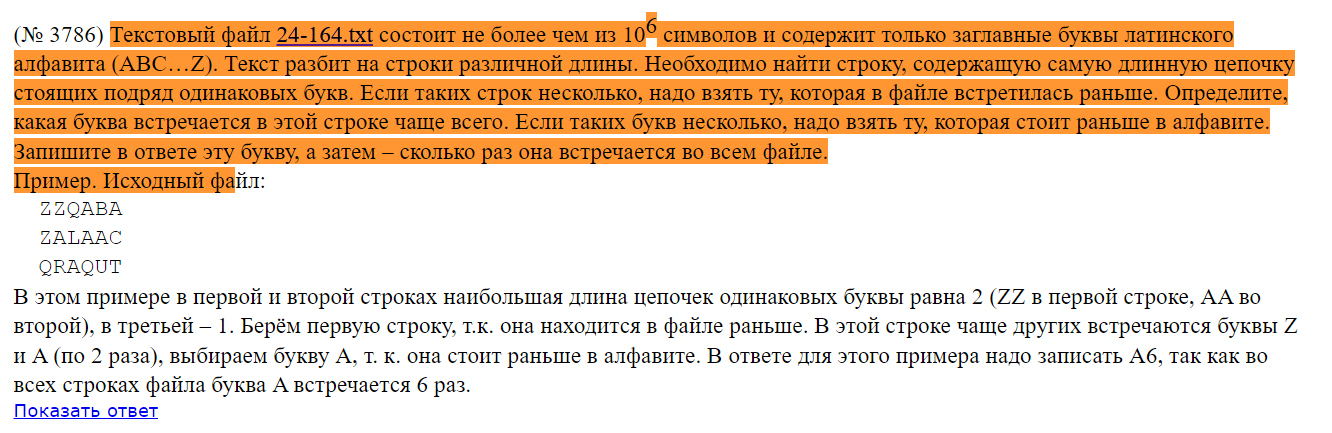 (№ 3786) Текстовый файл 24-164.txt состоит не более чем из 10⁶ символов и содержит только заглавные буквы латинского
алфавита (ABC…Z). Текст разбит на строки различной длины. Необходимо найти строку, содержащую самую длинную цепочку
стоящих подряд одинаковых букв. Если таких строк несколько, надо взять ту, которая в файле встретилась раньше. Определите,
какая буква встречается в этой строке чаще всего. Если таких букв несколько, надо взять ту, которая стоит раньше в алфавите.
Запишите в ответе эту букву, а затем – сколько раз она встречается во всем файле.
Пример. Исходный файл:
ZZQABA
ZALAAC
QRAQUT
В этом примере в первой и второй строках наибольшая длина цепочек одинаковых буквы равна 2 (ZZ в первой строке, AA во
второй), в третьей – 1. Берём первую строку, т.к. она находится в файле раньше. В этой строке чаще других встречаются буквы Z
и A (по 2 раза), выбираем букву A, т. к. она стоит раньше в алфавите. В ответе для этого примера надо записать A6, так как во
всех строках файла буква A встречается 6 раз.
Показать ответ